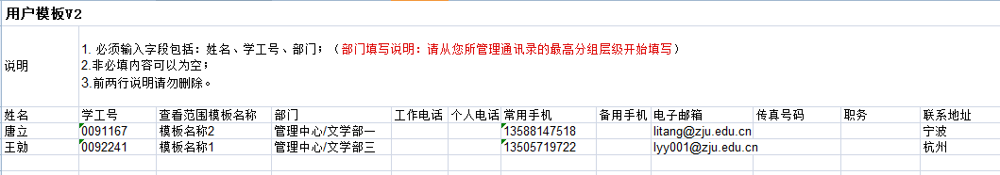 用户模板V2
说明
1. 必须输入字段包括：姓名、学工号、部门；（部门填写说明：请从您所管理通讯录的最高分组层级开始填写）
2.非必填内容可以为空；
3.前两行说明请勿删除。
姓名 学工号 查看范围模板名称 部门 工作电话 个人电话 常用手机 备用手机 电子邮箱 传真号码 职务 联系地址
唐立 0091167 模板名称2 管理中心/文学部一 13588147518 litang@zju.edu.cn 宁波
王勍 0092241 模板名称1 管理中心/文学部三 13505719722 lyy001@zju.edu.cn 杭州